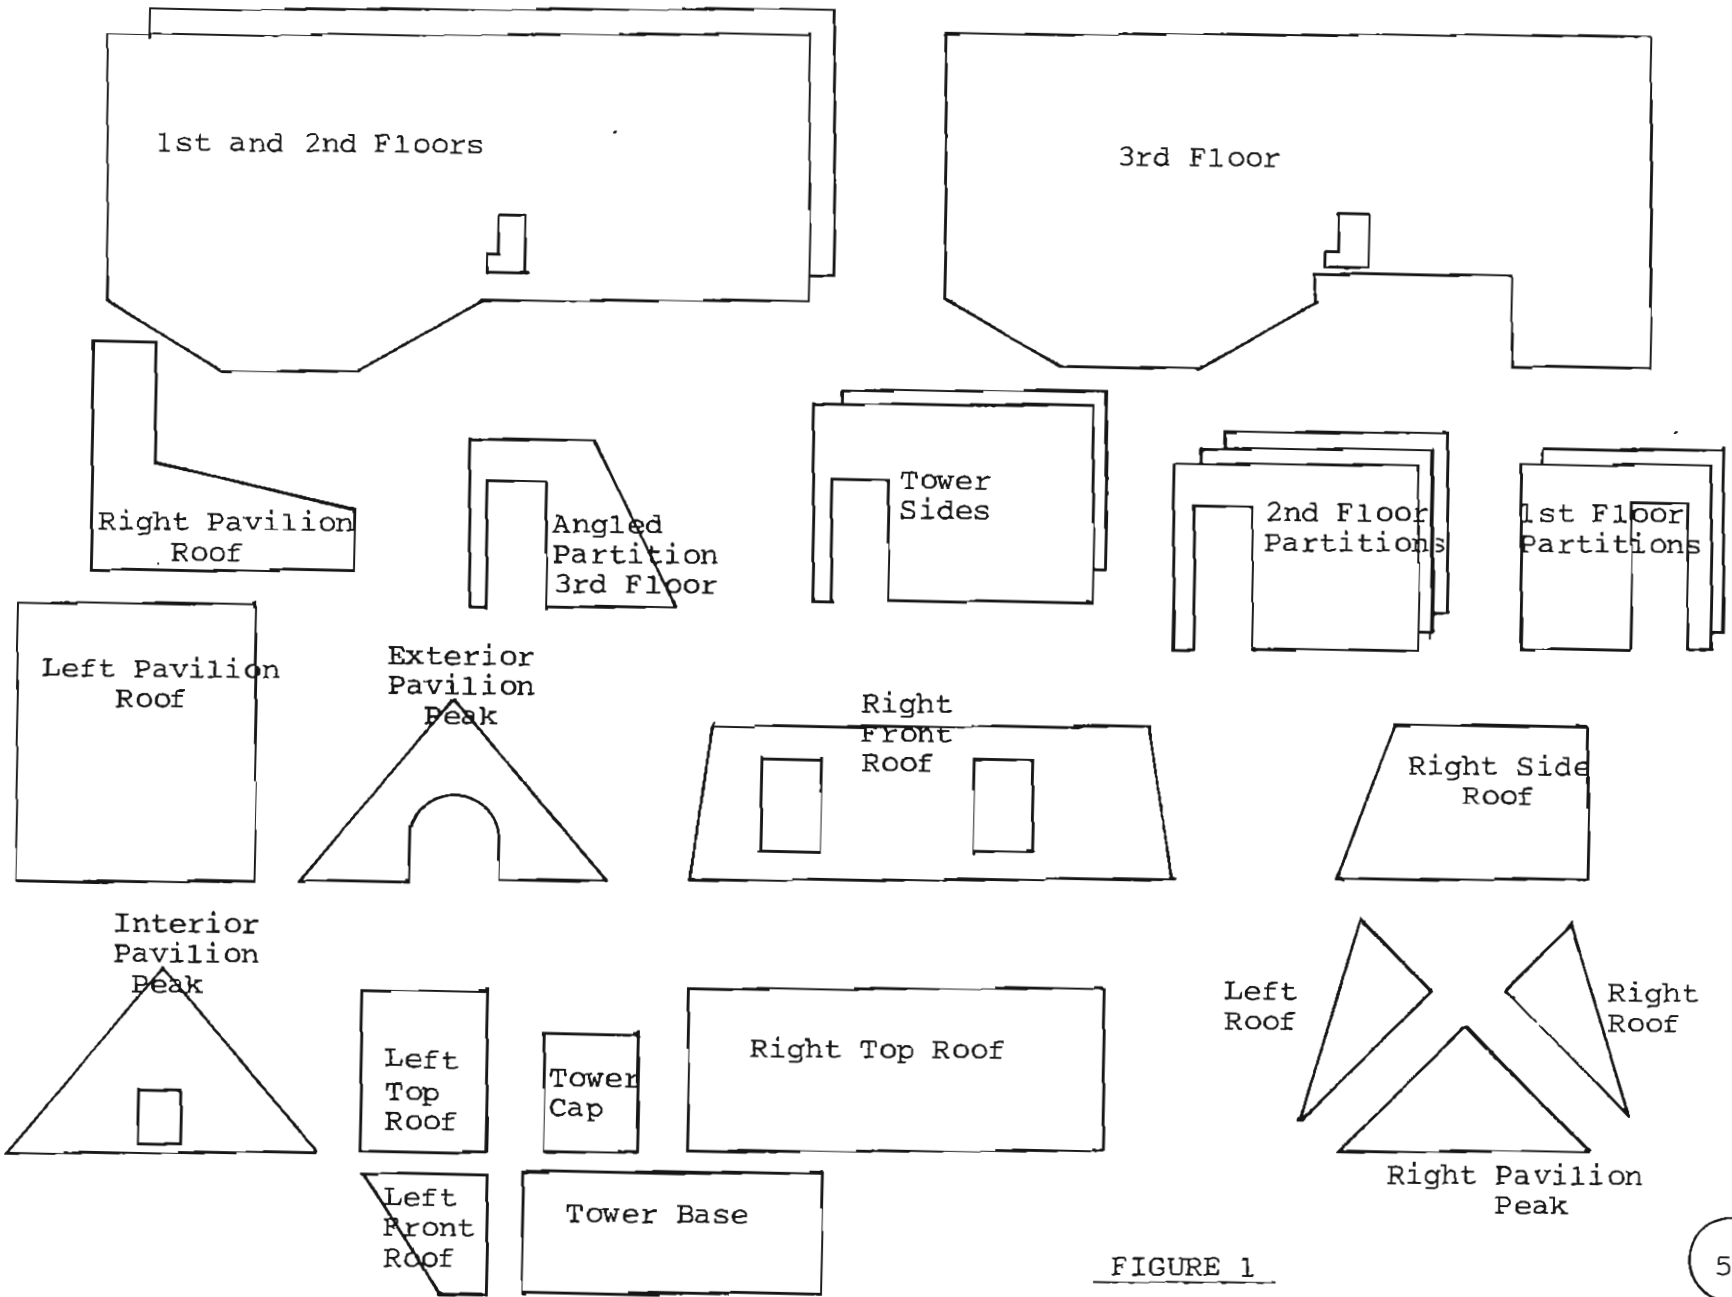 1st and 2nd Floors
3rd Floor
Right Pavilion
Roof
Angled
Partition
3rd Floor
Tower
Sides
2nd Floor
Partitions
1st Floor
Partitions
Left Pavilion
Roof
Exterior
Pavilion
Peak
Right
Front
Roof
Right Side
Roof
Interior
Pavilion
Peak
Left
Top
Roof
Tower
Cap
Right Top Roof
Left
Roof
Right
Roof
Right Pavilion
Peak
Left
Front
Roof
Tower Base
FIGURE 1
5